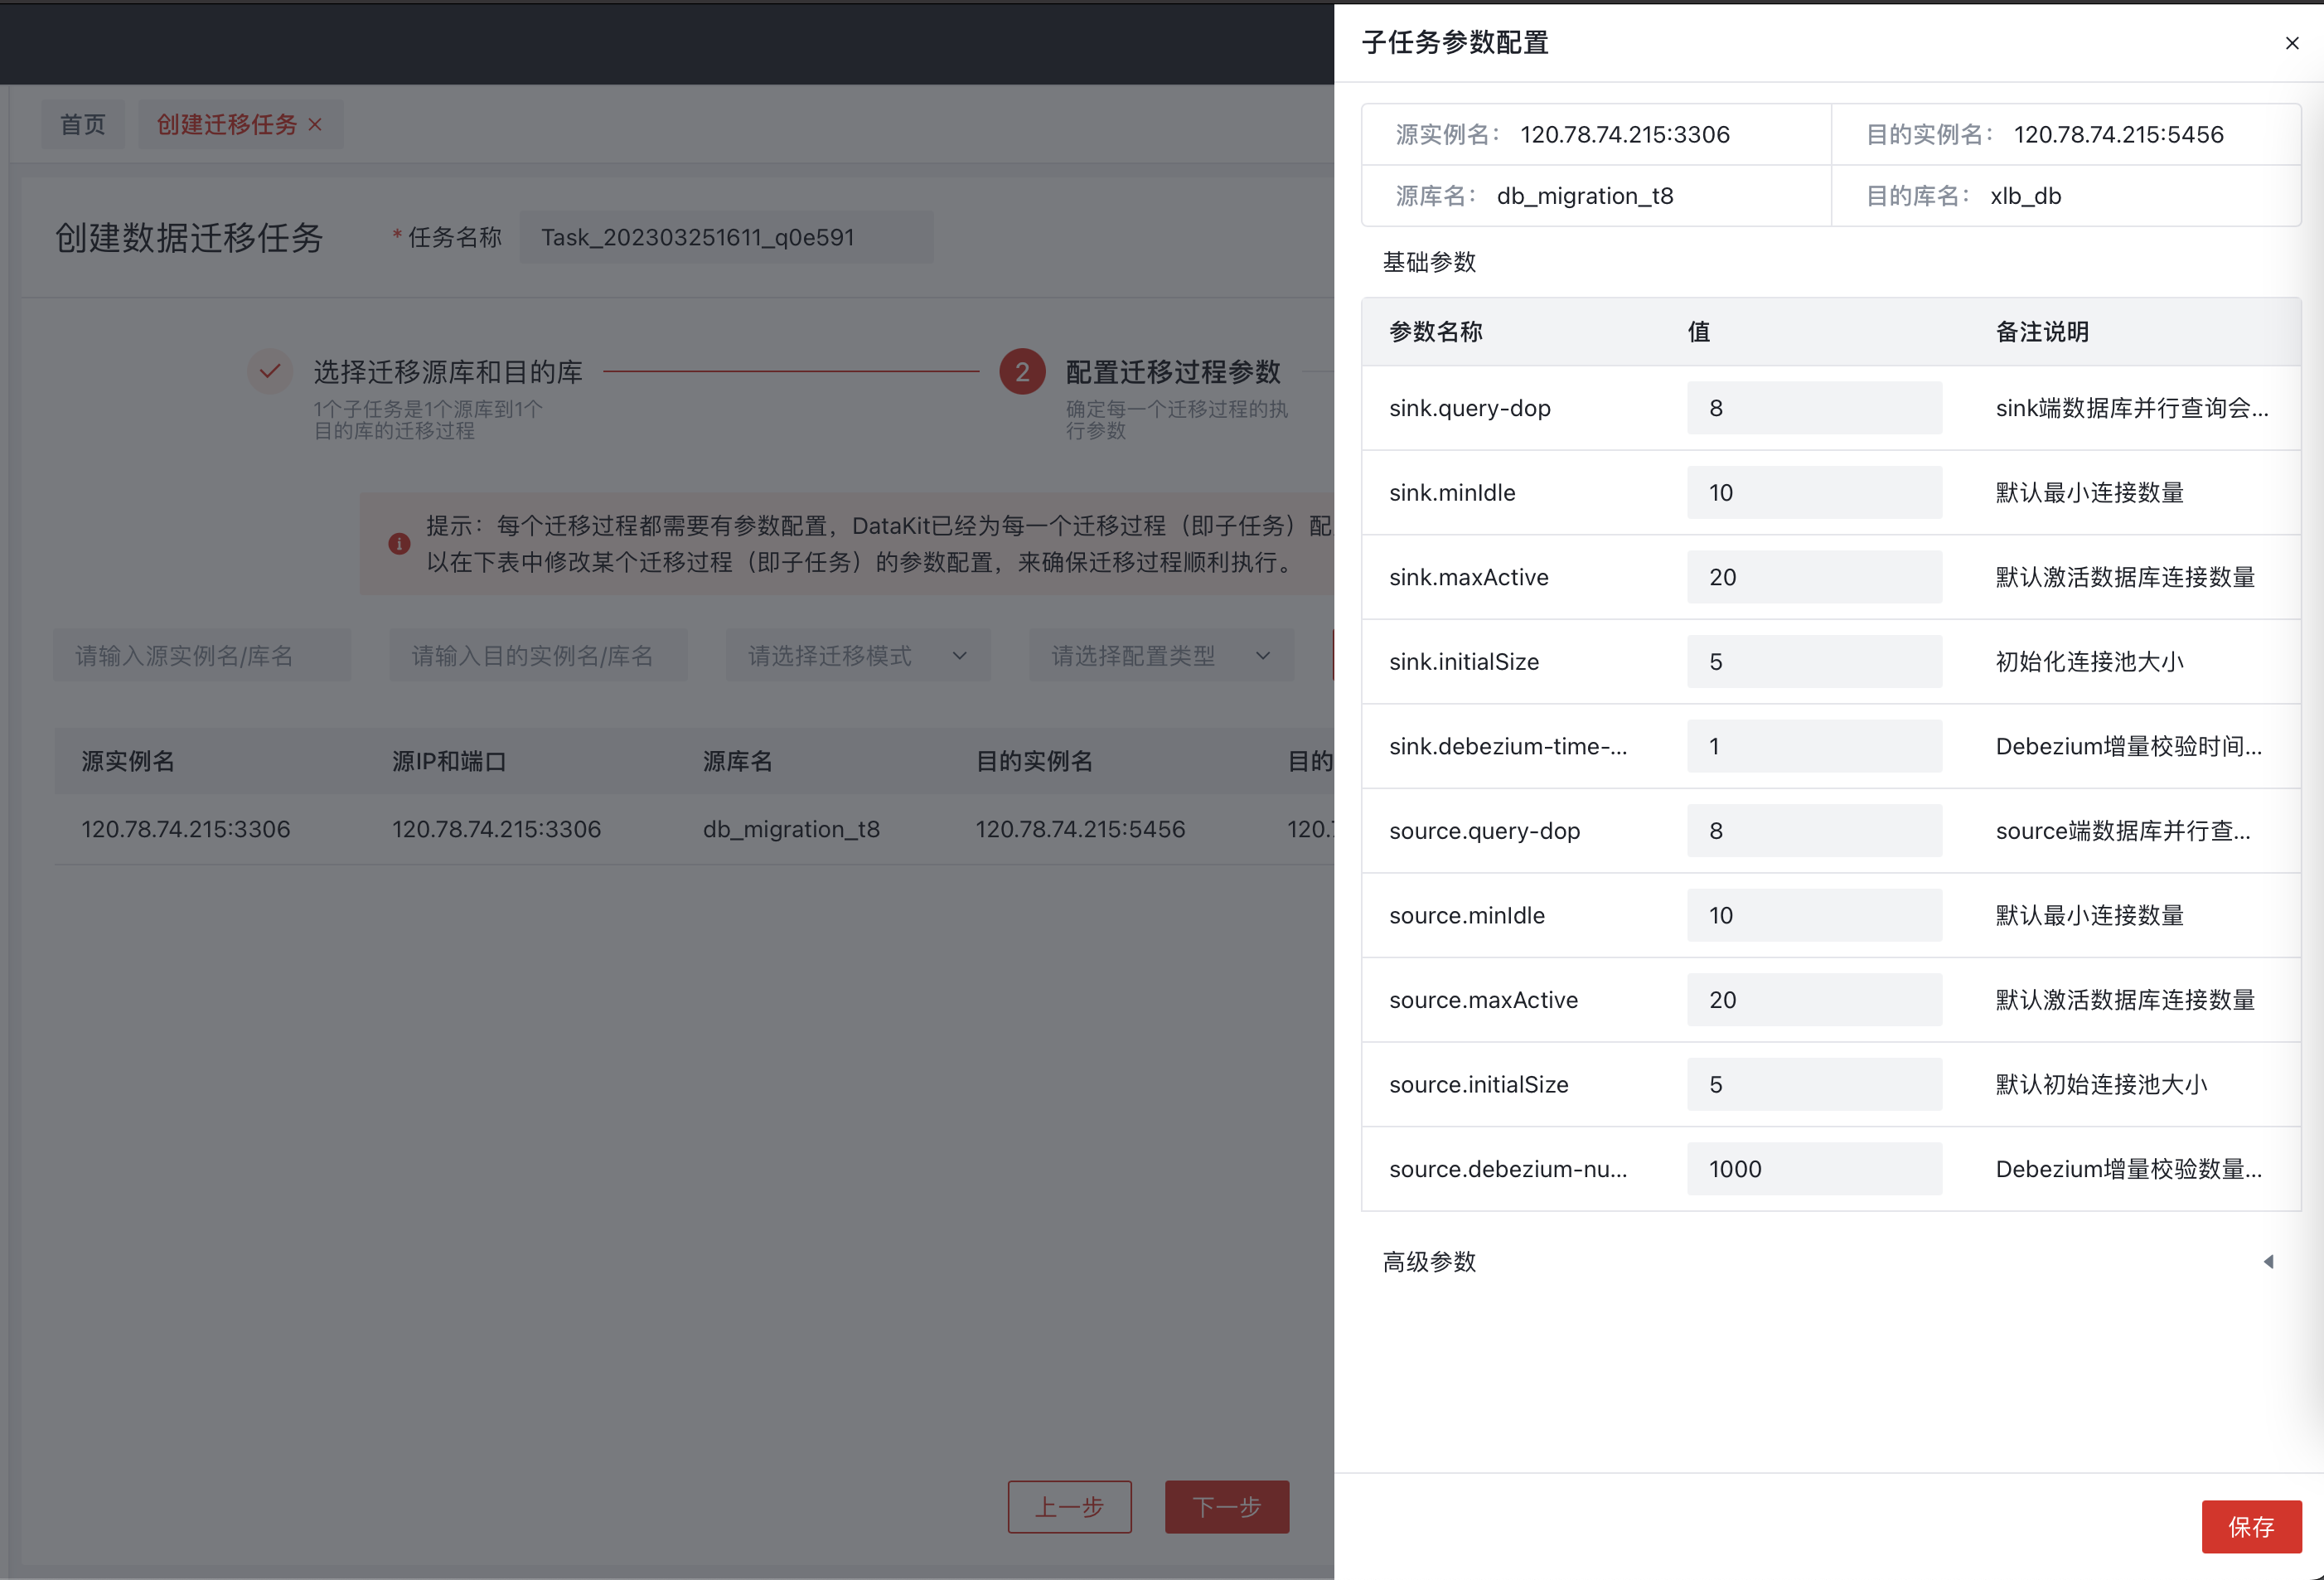 首页
创建迁移任务
创建数据迁移任务
* 任务名称
Task_202303251611_q0e591
选择迁移源库和目的库
1个子任务是1个源库到1个
目的库的迁移过程
2
配置迁移过程参数
确定每一个迁移过程的执
行参数
提示：每个迁移过程都需要有参数配置，DataKit已经为每一个迁移过程（即子任务）配
以在下表中修改某个迁移过程（即子任务）的参数配置，来确保迁移过程顺利执行。
请输入源实例名/库名
请输入目的实例名/库名
请选择迁移模式
请选择配置类型
源实例名 源IP和端口 源库名 目的实例名 目的
120.78.74.215:3306 120.78.74.215:3306 db_migration_t8 120.78.74.215:5456 120.7
上一步
下一步
子任务参数配置
源实例名： 120.78.74.215:3306 目的实例名： 120.78.74.215:5456
源库名： db_migration_t8 目的库名： xlb_db
基础参数
参数名称 值 备注说明
sink.query-dop 8 sink端数据库并行查询会...
sink.minIdle 10 默认最小连接数量
sink.maxActive 20 默认激活数据库连接数量
sink.initialSize 5 初始化连接池大小
sink.debezium-time-... 1 Debezium增量校验时间...
source.query-dop 8 source端数据库并行查...
source.minIdle 10 默认最小连接数量
source.maxActive 20 默认激活数据库连接数量
source.initialSize 5 默认初始连接池大小
source.debezium-nu... 1000 Debezium增量校验数量...
高级参数
保存